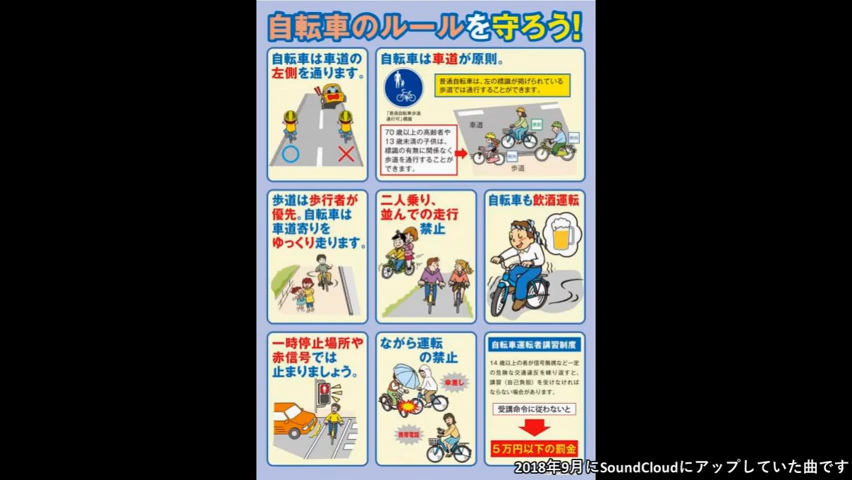 自転車のルールを守ろう!
自転車は車道の
左側を通ります。
自転車は車道が原則。
普通自転車は、左の標識が掲げられている
歩道では通行することができます。
「普通自転車歩道
通行可」標識
70歳以上の高齢者や
13歳未満の子供は、
標識の有無に関係なく
歩道を通行することが
できます。
車道
歩道
歩道は歩行者が
優先。自転車は
車道寄りを
ゆっくり走ります。
二人乗り、
並んでの走行
禁止
自転車も飲酒運転
一時停止場所や
赤信号では
止まりましょう。
ながら運転
の禁止
傘差し
携帯電話
自転車運転者講習制度
14歳以上の者が信号無視など一定
の危険な交通違反を繰り返すと、
講習(自己負担)を受けなければ
ならない場合があります。
受講命令に従わないと
5万円以下の罰金
2018年9月にSoundCloudにアップしていた曲です